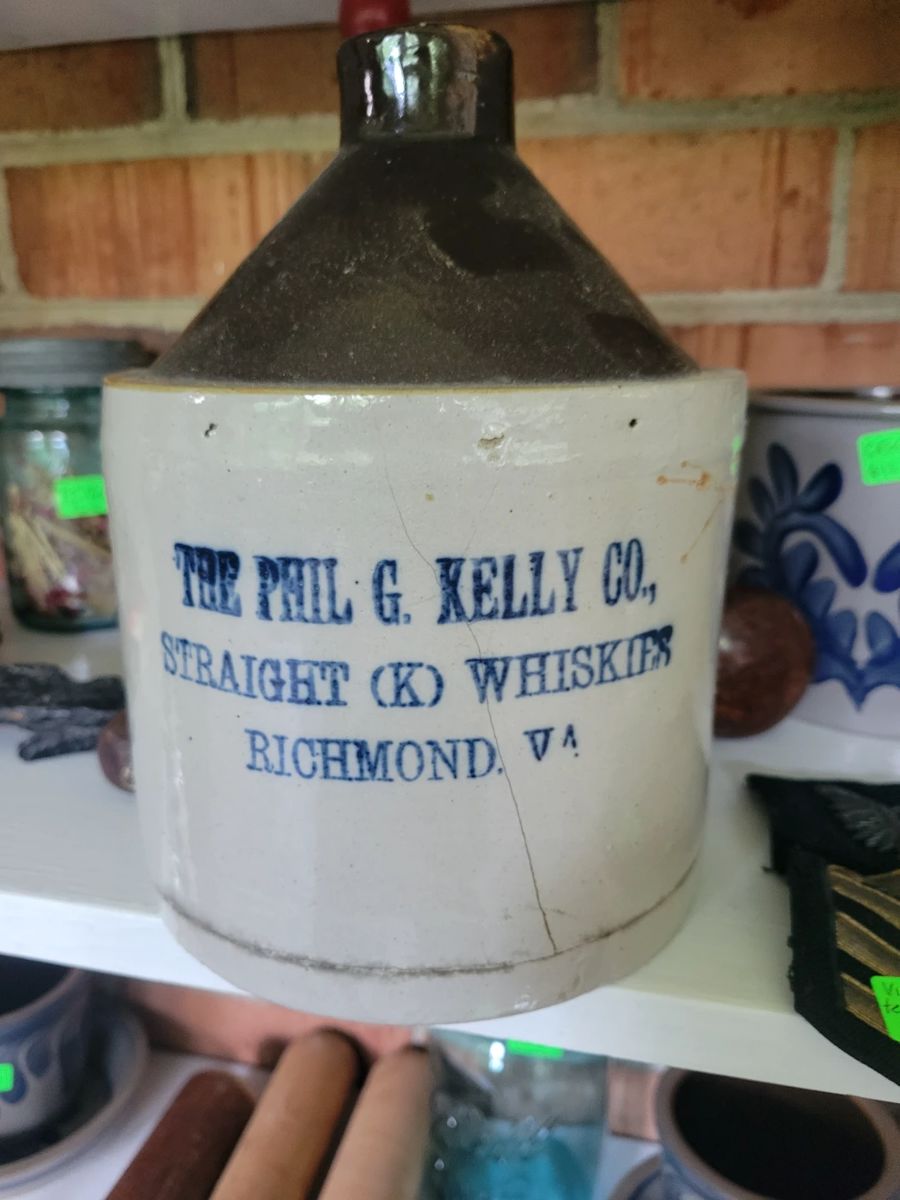 THE PHIL G. KELLY CO.,
STRAIGHT (K) WHISKIES
RICHMOND. VA